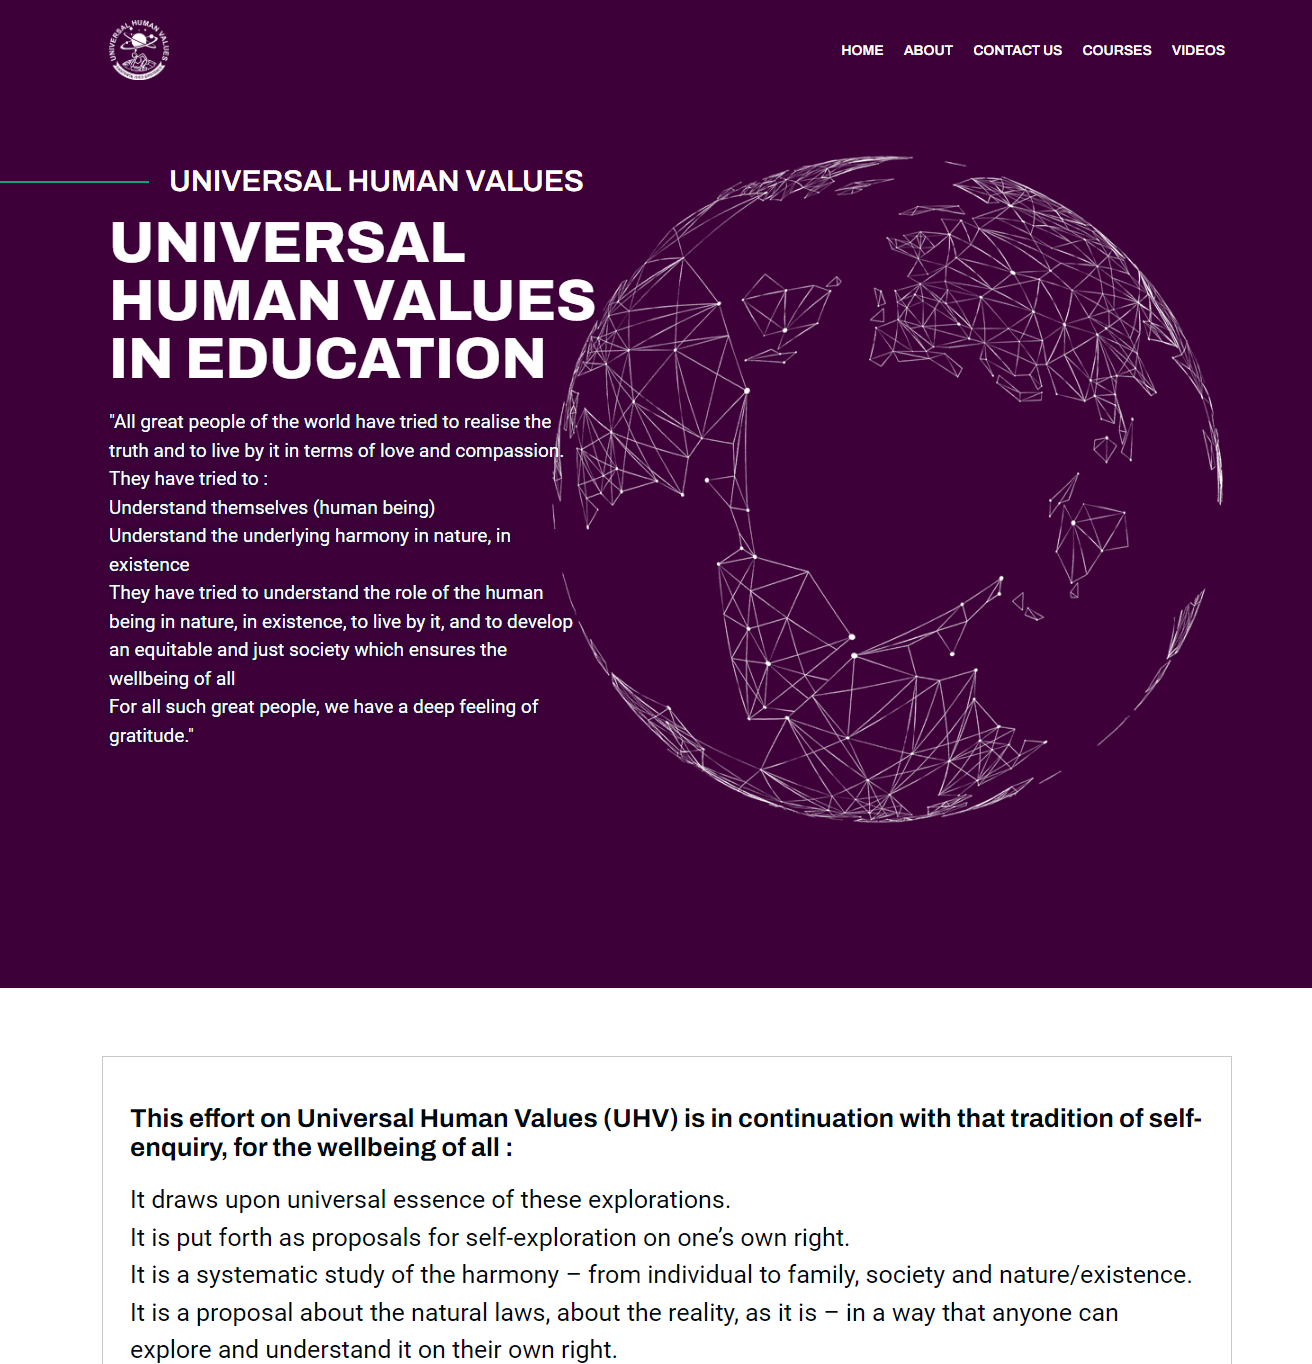 UNIVERSAL HUMAN VALUES
HOME ABOUT CONTACT US COURSES VIDEOS
UNIVERSAL HUMAN VALUES
UNIVERSAL
HUMAN VALUES
IN EDUCATION
"All great people of the world have tried to realise the
truth and to live by it in terms of love and compassion.
They have tried to :
Understand themselves (human being)
Understand the underlying harmony in nature, in
existence
They have tried to understand the role of the human
being in nature, in existence, to live by it, and to develop
an equitable and just society which ensures the
wellbeing of all
For all such great people, we have a deep feeling of
gratitude."
This effort on Universal Human Values (UHV) is in continuation with that tradition of self-
enquiry, for the wellbeing of all :
It draws upon universal essence of these explorations.
It is put forth as proposals for self-exploration on one’s own right.
It is a systematic study of the harmony – from individual to family, society and nature/existence.
It is a proposal about the natural laws, about the reality, as it is – in a way that anyone can
explore and understand it on their own right.